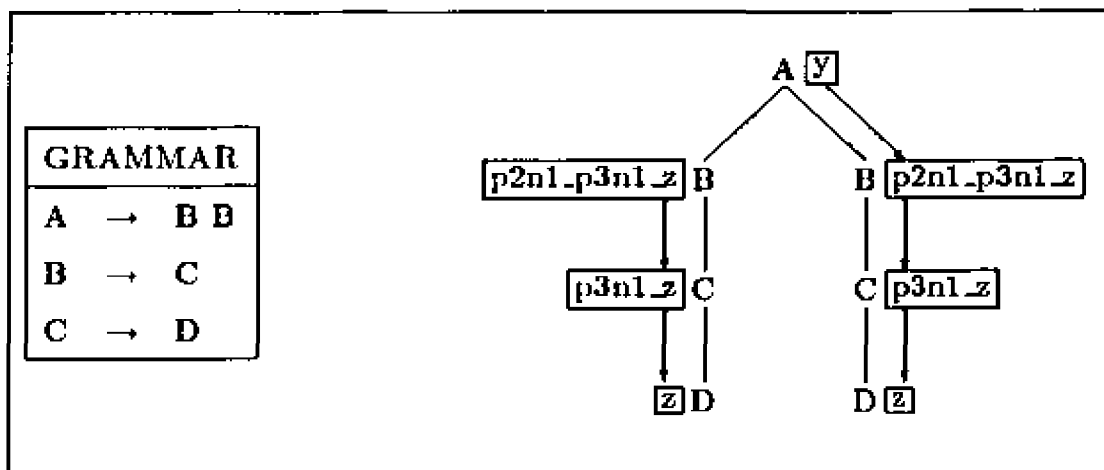 A y
GRAMMAR
p2n1_p3n1_z B B p2n1_p3n1_z
A → B B
B → C
p3n1_z C C p3n1_z
C → D
z D D z